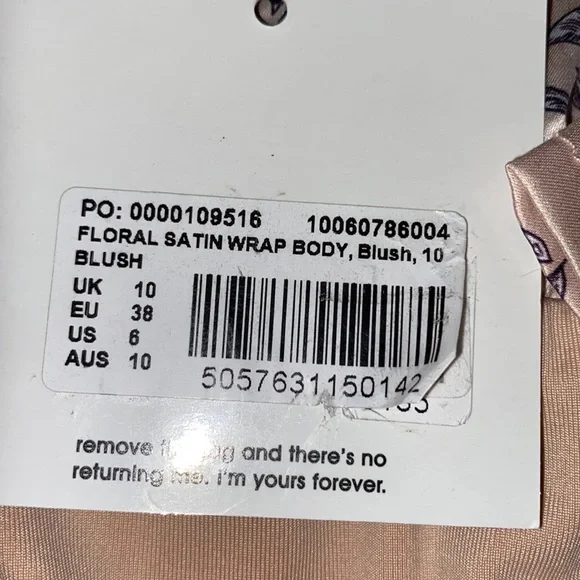 PO: 0000109516 10060786004
FLORAL SATIN WRAP BODY, Blush, 10
BLUSH
UK 10
EU 38
US 6
AUS 10
5057631150142
remove and there's no
returning me. i'm yours forever.